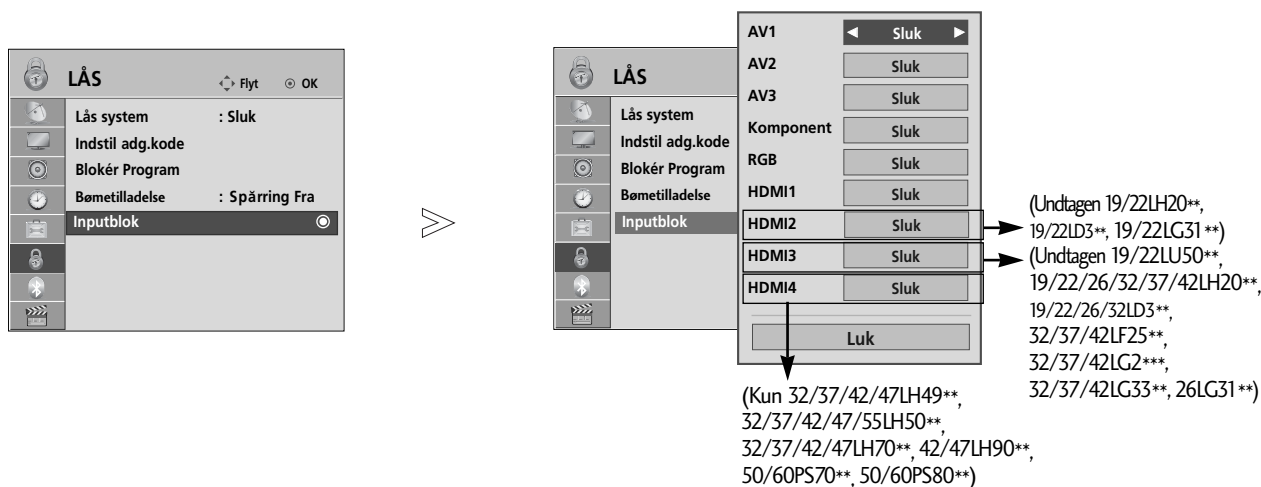 LÅS
Flyt
OK
Lås system : Sluk
Indstil adg.kode
Blokér Program
Bømetilladelse : Spărring Fra
Inputblok
LÅS
Lås system
Indstil adg.kode
Blokér Program
Bømetilladelse
Inputblok
AV1 Sluk
AV2 Sluk
AV3 Sluk
Komponent Sluk
RGB Sluk
HDMI1 Sluk
HDMI2 Sluk
HDMI3 Sluk
HDMI4 Sluk
Luk
(Undtagen 19/22LH20**,
19/22LD3**, 19/22LG31**)
(Undtagen 19/22LU50**,
19/22/26/32/37/42LH20**,
19/22/26/32LD3**,
32/37/42LF25**,
32/37/42LG2***,
32/37/42LG33**, 26LG31**)
(Kun 32/37/42/47LH49**,
32/37/42/47/55LH50**,
32/37/42/47LH70**, 42/47LH90**,
50/60PS70**, 50/60PS80**)